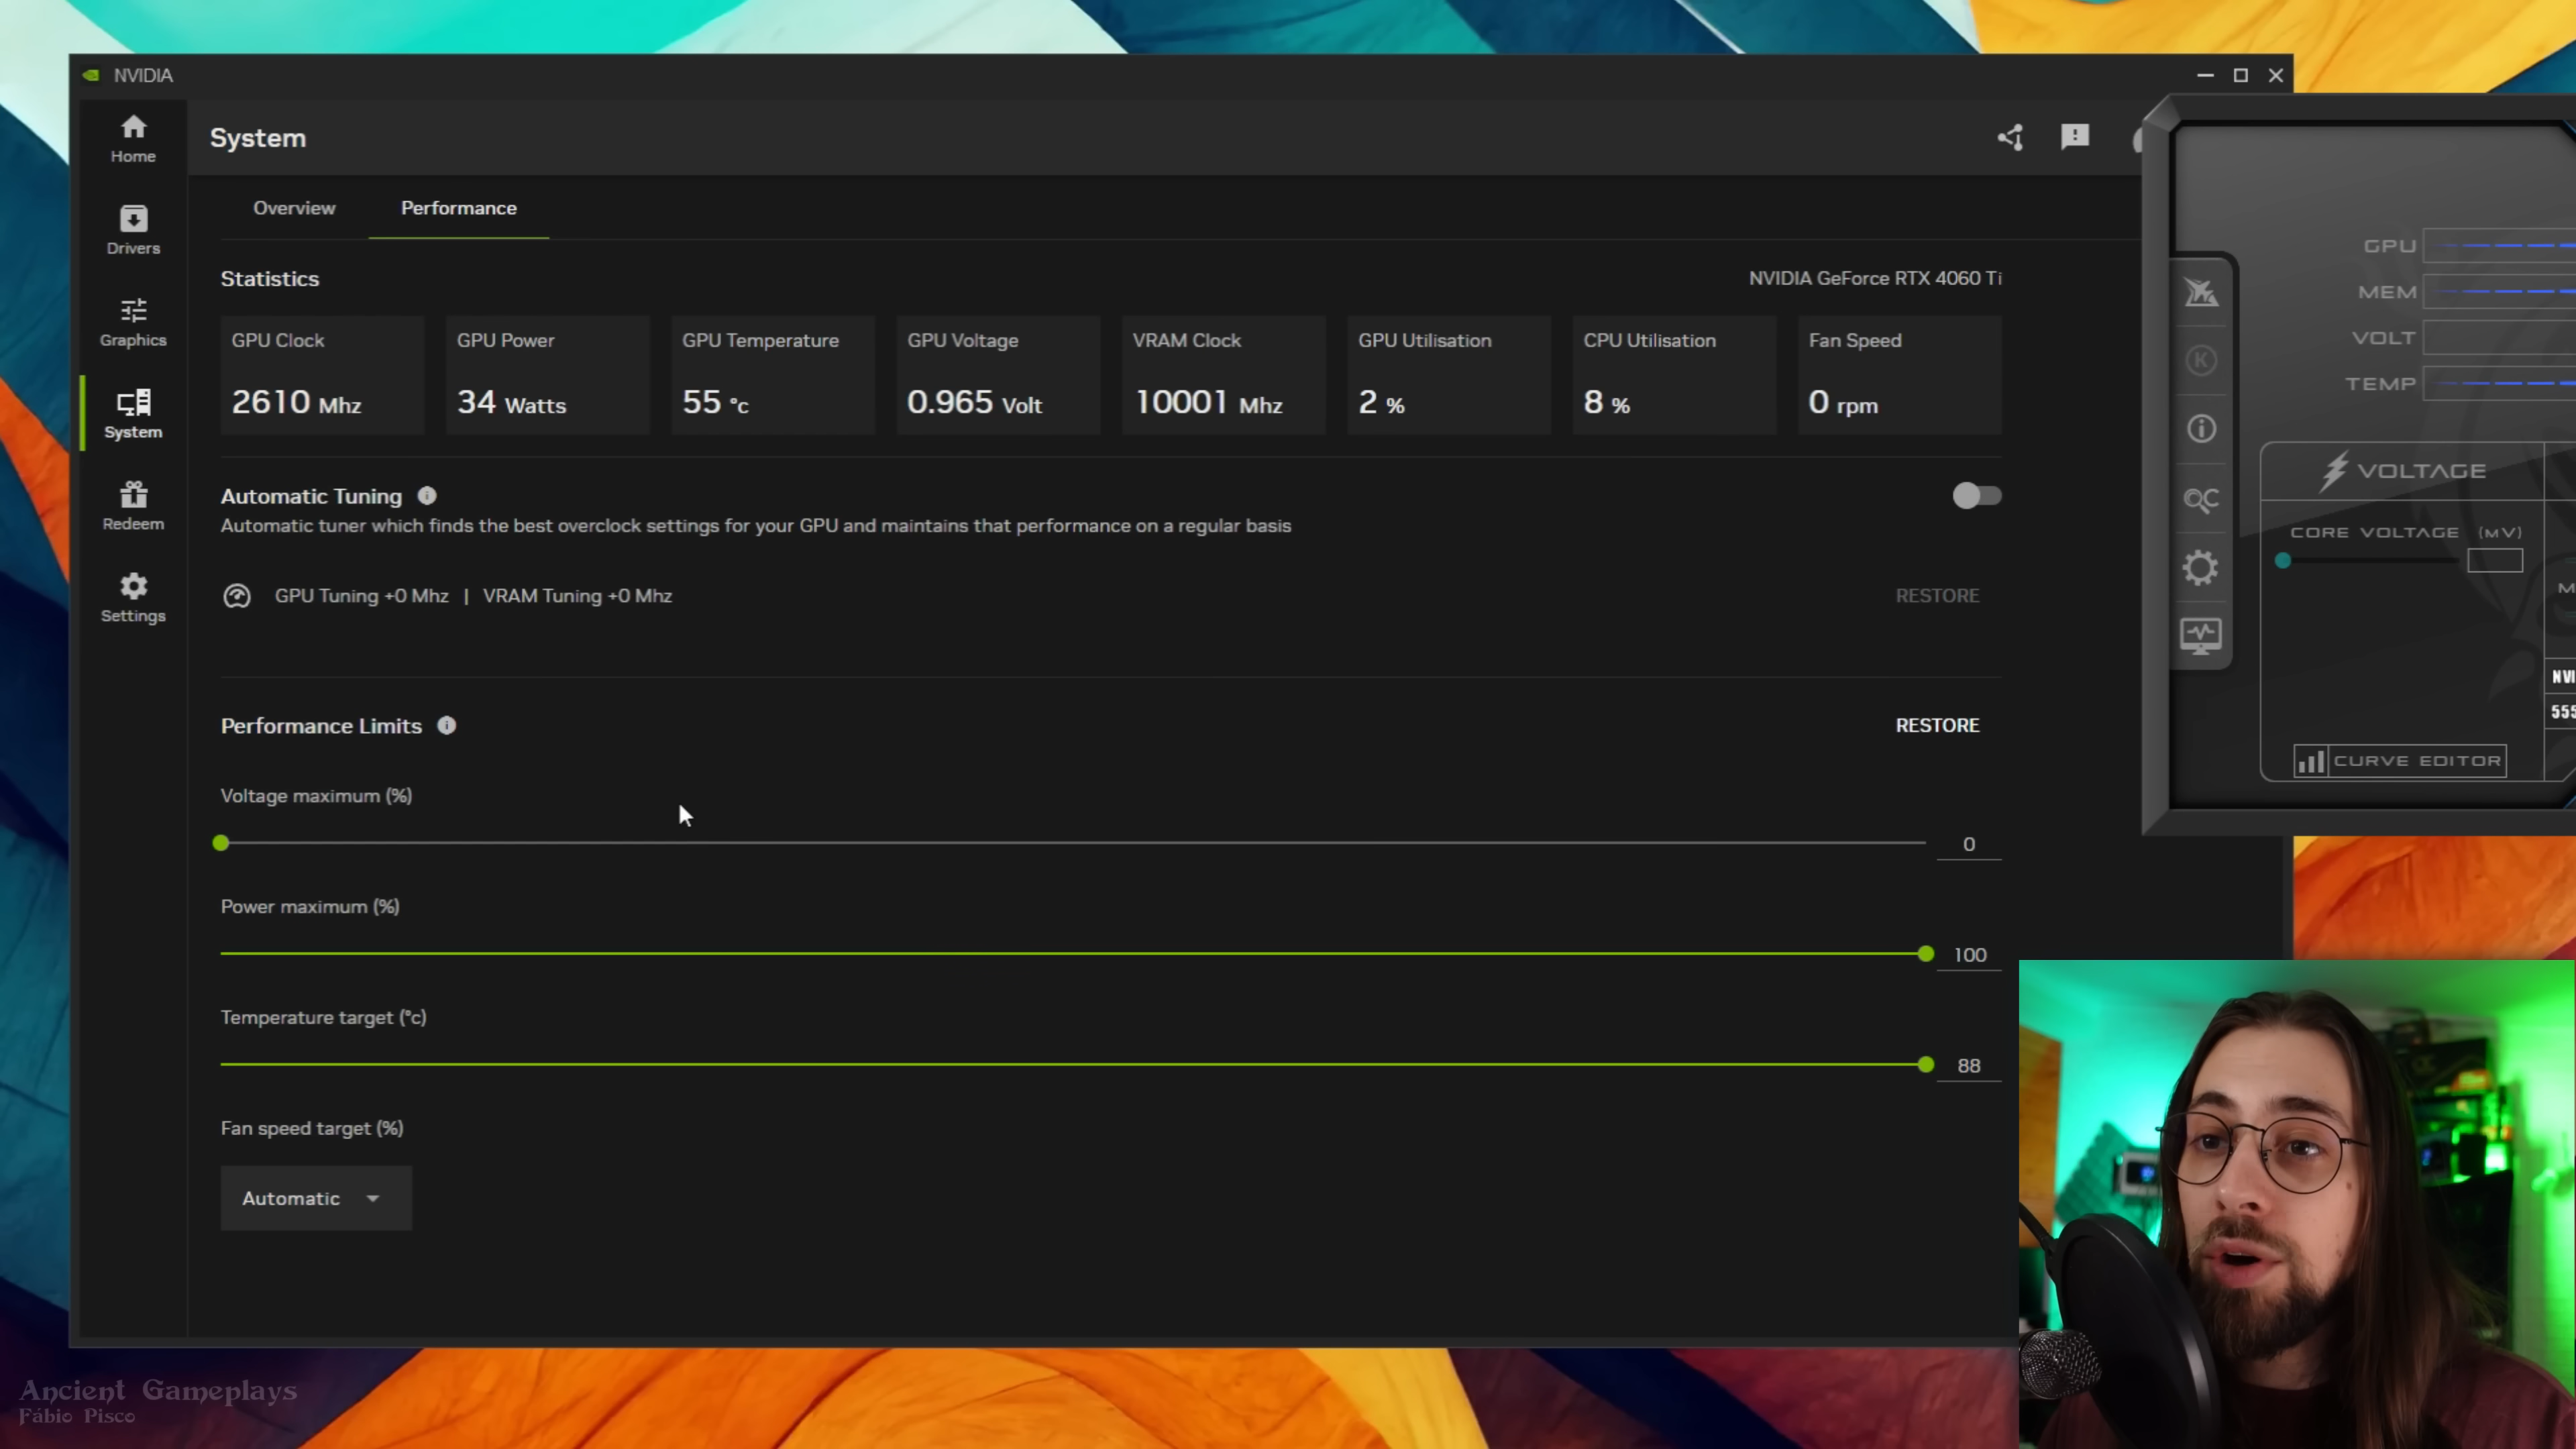 NVIDIA
Home
Drivers
Graphics
System
Redeem
Settings
System
Overview
Performance
Statistics
NVIDIA GeForce RTX 4060 Ti
GPU Clock
2610 Mhz
GPU Power
34 Watts
GPU Temperature
55 °c
GPU Voltage
0.965 Volt
VRAM Clock
10001 Mhz
GPU Utilisation
2 %
CPU Utilisation
8 %
Fan Speed
0 rpm
Automatic Tuning
Automatic tuner which finds the best overclock settings for your GPU and maintains that performance on a regular basis
GPU Tuning +0 Mhz | VRAM Tuning +0 Mhz
RESTORE
Performance Limits
RESTORE
Voltage maximum (%)
0
Power maximum (%)
100
Temperature target (°c)
88
Fan speed target (%)
Automatic
GPU
MEM
VOLT
TEMP
K
VOLTAGE
CORE VOLTAGE (MV)
CURVE EDITOR
Ancient Gameplays
Fábio Pisco